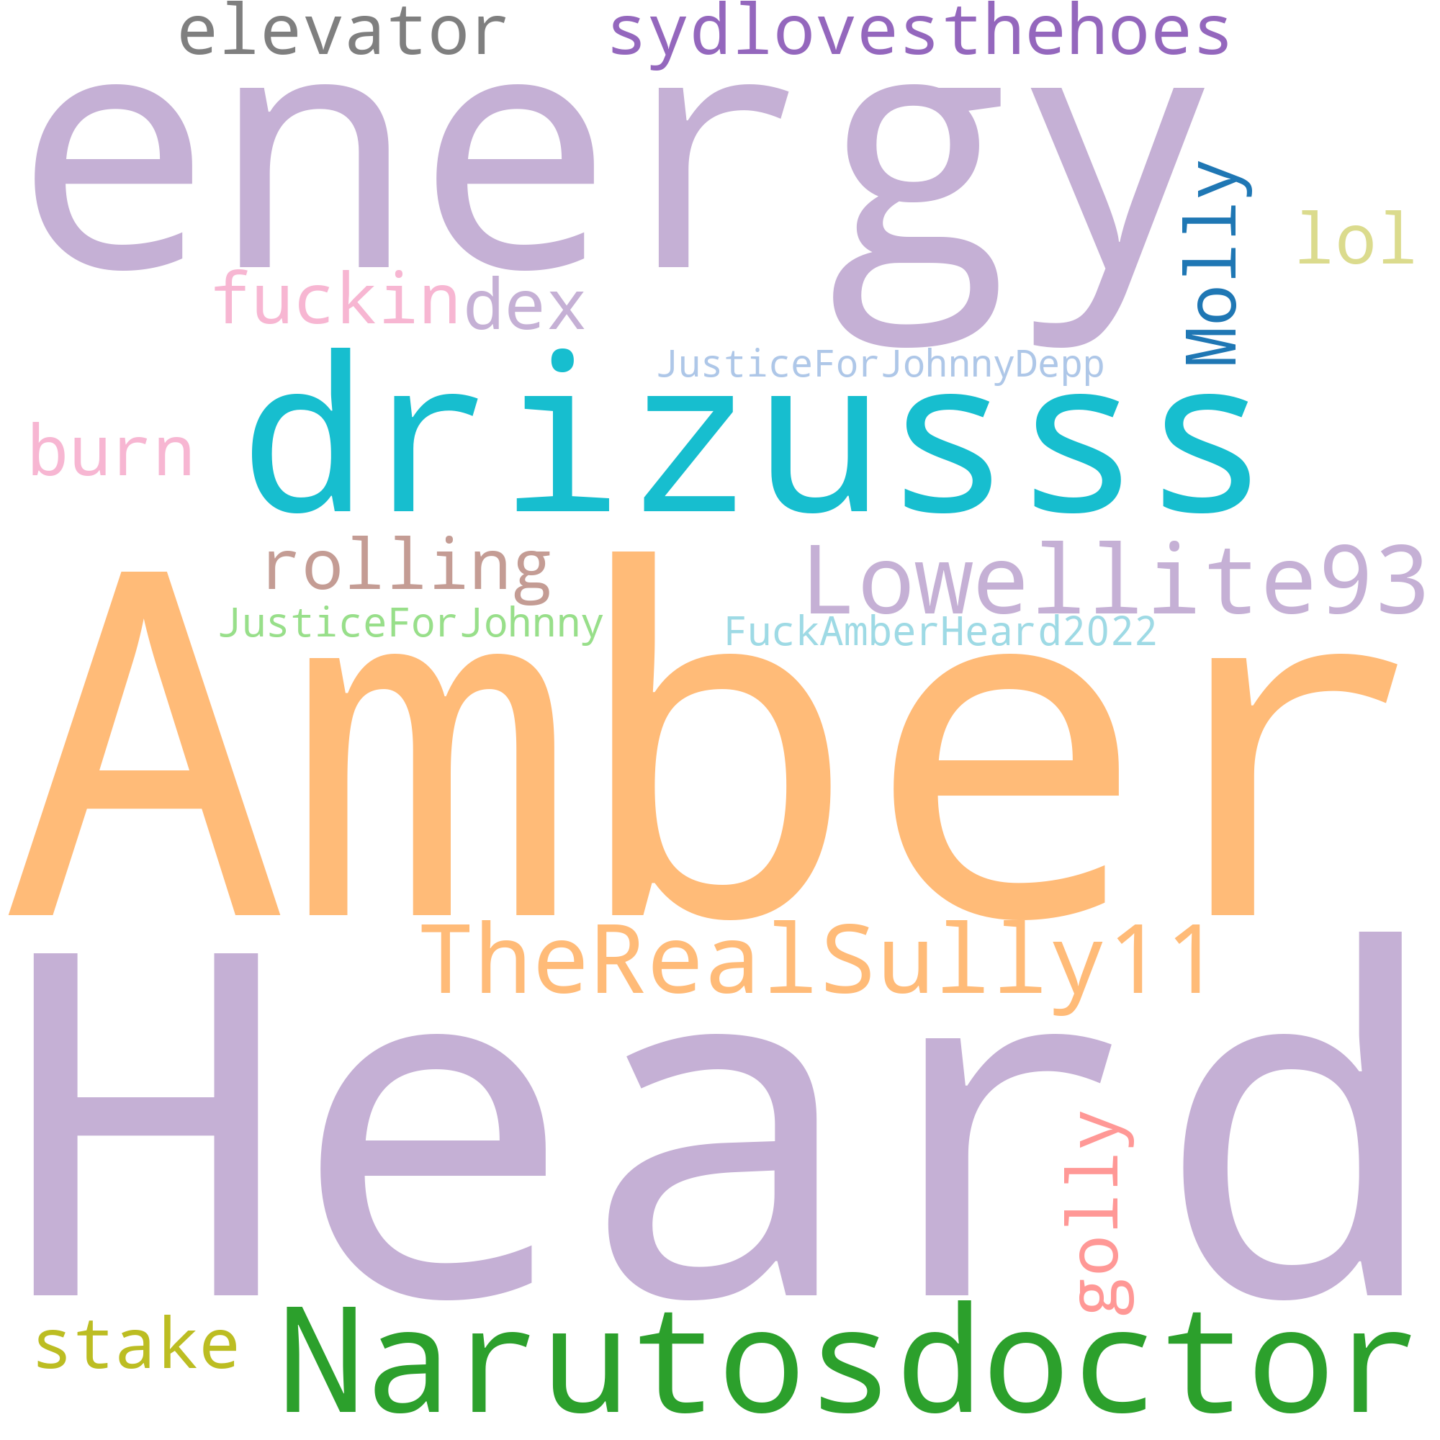 elevator sydlovesthehoes
energy
Molly
lol
fuckin dex
JusticeForJohnnyDepp
drizusss
burn
rolling Lowellite93
JusticeForJohnny FuckAmberHeard2022
Amber
TheRealSully11
Heard
golly
stake Narutosdoctor